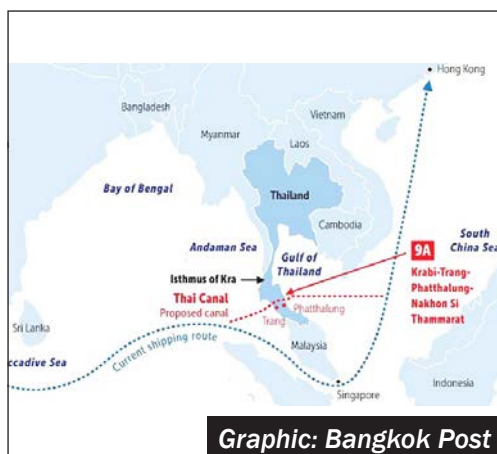 Hong Kong
Bangladesh
Vietnam
Myanmar
Laos
Bay of Bengal
Thailand
Cambodia
South
China Sea
Andaman Sea
Gulf of
Thailand
9A
Isthmus of Kra
Krabi-Trang-
Phatthalung-
Nakhon Si
Thammarat
Thai Canal
Proposed canal
Phatthalung
Trang
Sri Lanka
Malaysia
Current shipping route
ccadive Sea
Indonesia
Singapore
Graphic: Bangkok Post